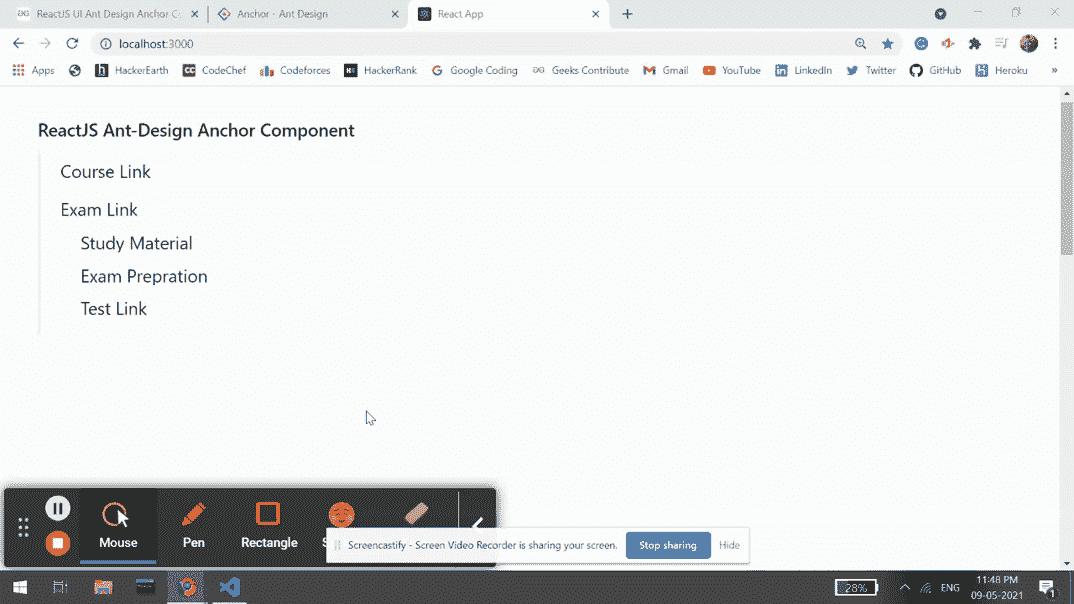 ReactJS UI Ant Design Anchor Co
Anchor - Ant Design
React App
localhost:3000
Apps
HackerEarth
CodeChef
Codeforces
HackerRank
Google Coding
Geeks Contribute
Gmail
YouTube
LinkedIn
Twitter
GitHub
Heroku
»
ReactJS Ant-Design Anchor Component
Course Link
Exam Link
Study Material
Exam Prepration
Test Link
Mouse
Pen
Rectangle
Screencastify - Screen Video Recorder is sharing your screen.
Stop sharing
Hide
28%
ENG
11:48 PM
09-05-2021
1